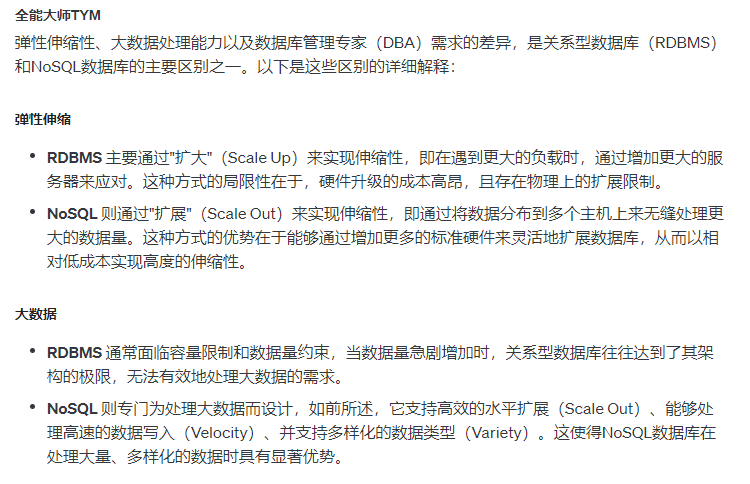 全能大师TYM
弹性伸缩性、大数据处理能力以及数据库管理专家（DBA）需求的差异，是关系型数据库（RDBMS）
和NoSQL数据库的主要区别之一。以下是这些区别的详细解释：
弹性伸缩
• RDBMS 主要通过"扩大"（Scale Up）来实现伸缩性，即在遇到更大的负载时，通过增加更大的服
务器来应对。这种方式的局限性在于，硬件升级的成本高昂，且存在物理上的扩展限制。
• NoSQL 则通过"扩展"（Scale Out）来实现伸缩性，即通过将数据分布到多个主机上来无缝处理更
大的数据量。这种方式的优势在于能够通过增加更多的标准硬件来灵活地扩展数据库，从而以相
对低成本实现高度的伸缩性。
大数据
• RDBMS 通常面临容量限制和数据量约束，当数据量急剧增加时，关系型数据库往往达到了其架
构的极限，无法有效地处理大数据的需求。
• NoSQL 则专门为处理大数据而设计，如前所述，它支持高效的水平扩展（Scale Out）、能够处
理高速的数据写入（Velocity）、并支持多样化的数据类型（Variety）。这使得NoSQL数据库在
处理大量、多样化的数据时具有显著优势。